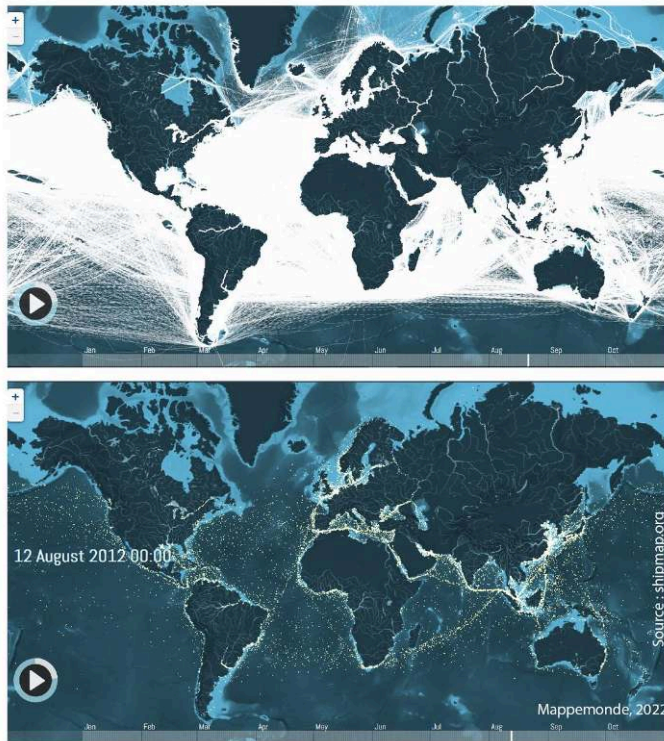 +
−
Jan Feb Mar Apr May Jun Jul Aug Sep Oct
+
−
12 August 2012 00:00
Source : shipmap.org
Mappemonde, 2022
Jan Feb Mar Apr May Jun Jul Aug Sep Oct